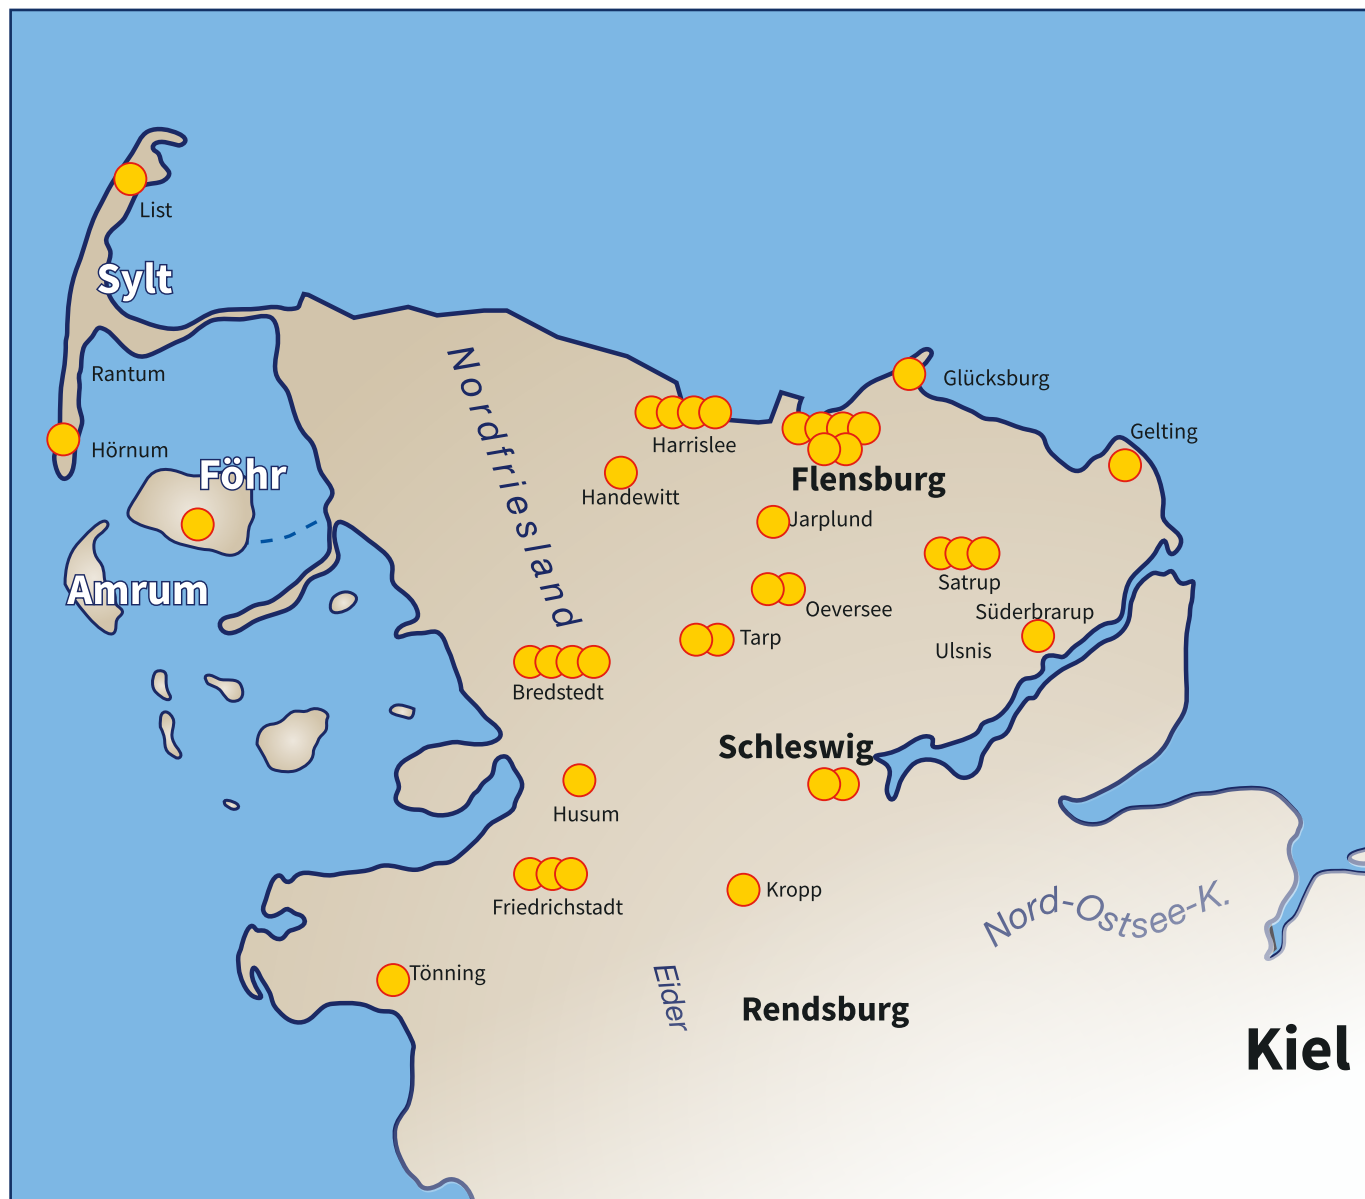 List
Sylt
Nordfriesland
Rantum
Glücksburg
Hörnum
Harrislee
Gelting
Föhr
Handewitt
Flensburg
Jarplund
Amrum
Satrup
Oeversee
Süderbrarup
Tarp
Ulsnis
Bredstedt
Schleswig
Husum
Kropp
Friedrichstadt
Nord-Ostsee-K.
Tönning
Eider
Rendsburg
Kiel